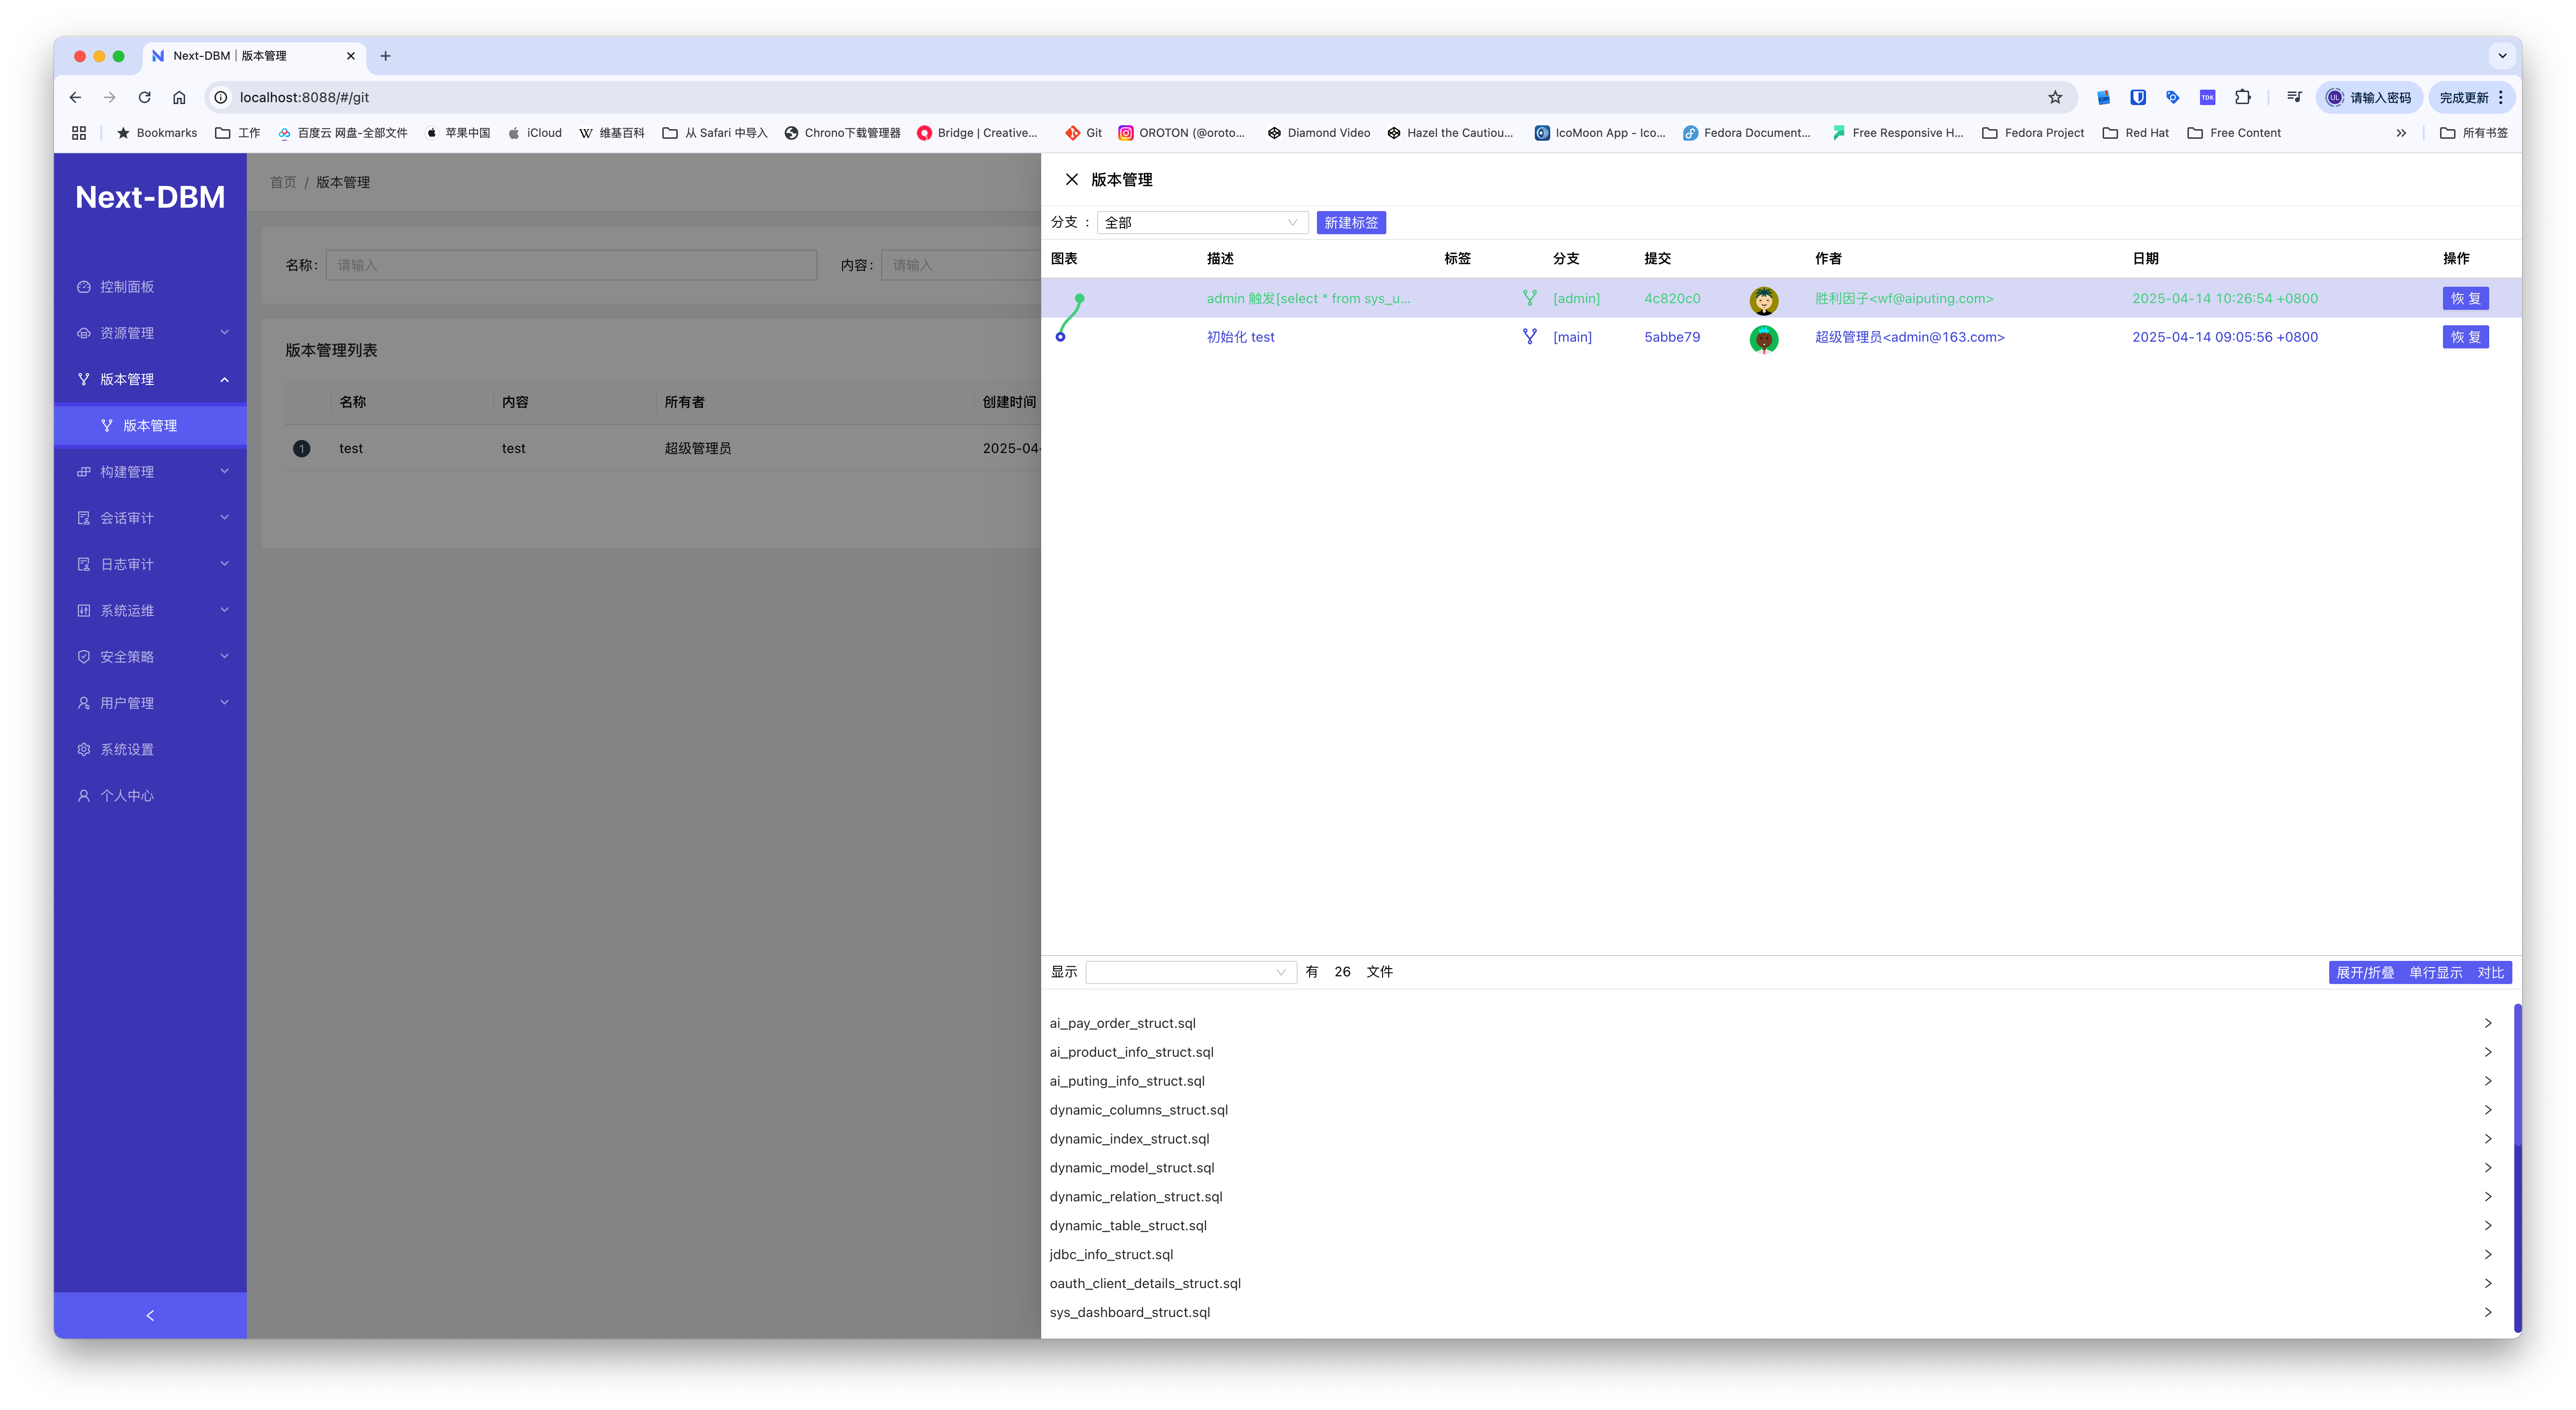 Next-DBM | 版本管理
localhost:8088/#/git
请输入密码
完成更新
Bookmarks 工作 百度云 网盘-全部文件 苹果中国 iCloud 维基百科 从 Safari 中导入 Chrono下载管理器 Bridge | Creative... Git OROTON (@oroto... Diamond Video Hazel the Cautiou... IcoMoon App - Ico... Fedora Document... Free Responsive H... Fedora Project Red Hat Free Content 所有书签
Next-DBM
控制面板
资源管理
版本管理
版本管理
构建管理
会话审计
日志审计
系统运维
安全策略
用户管理
系统设置
个人中心
首页 / 版本管理
名称: 请输入 内容: 请输入
版本管理列表
名称 内容 所有者 创建时间
1 test test 超级管理员 2025-04-
版本管理
分支 : 全部 新建标签
图表 描述 标签 分支 提交 作者 日期 操作
admin 触发[select * from sys_u... [admin] 4c820c0 胜利因子<wf@aiputing.com> 2025-04-14 10:26:54 +0800 恢 复
初始化 test [main] 5abbe79 超级管理员<admin@163.com> 2025-04-14 09:05:56 +0800 恢 复
显示 有 26 文件 展开/折叠 单行显示 对比
ai_pay_order_struct.sql
ai_product_info_struct.sql
ai_puting_info_struct.sql
dynamic_columns_struct.sql
dynamic_index_struct.sql
dynamic_model_struct.sql
dynamic_relation_struct.sql
dynamic_table_struct.sql
jdbc_info_struct.sql
oauth_client_details_struct.sql
sys_dashboard_struct.sql